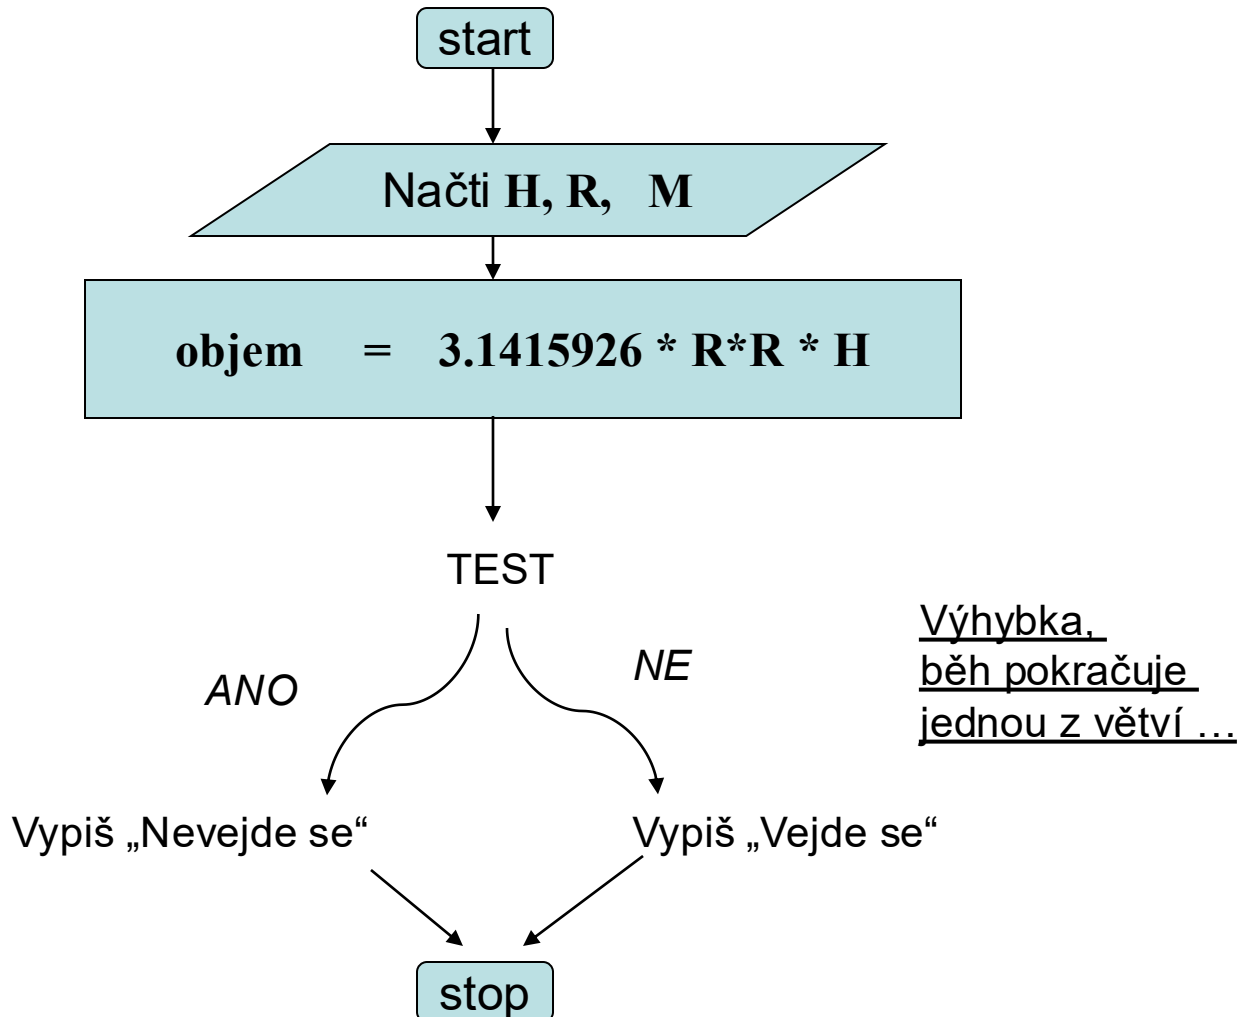 start
Načti H, R, M
objem = 3.1415926 * R*R * H
TEST
ANO
NE
Výhybka,
běh pokračuje
jednou z větví …
Vypiš „Nevejde se“
Vypiš „Vejde se“
stop